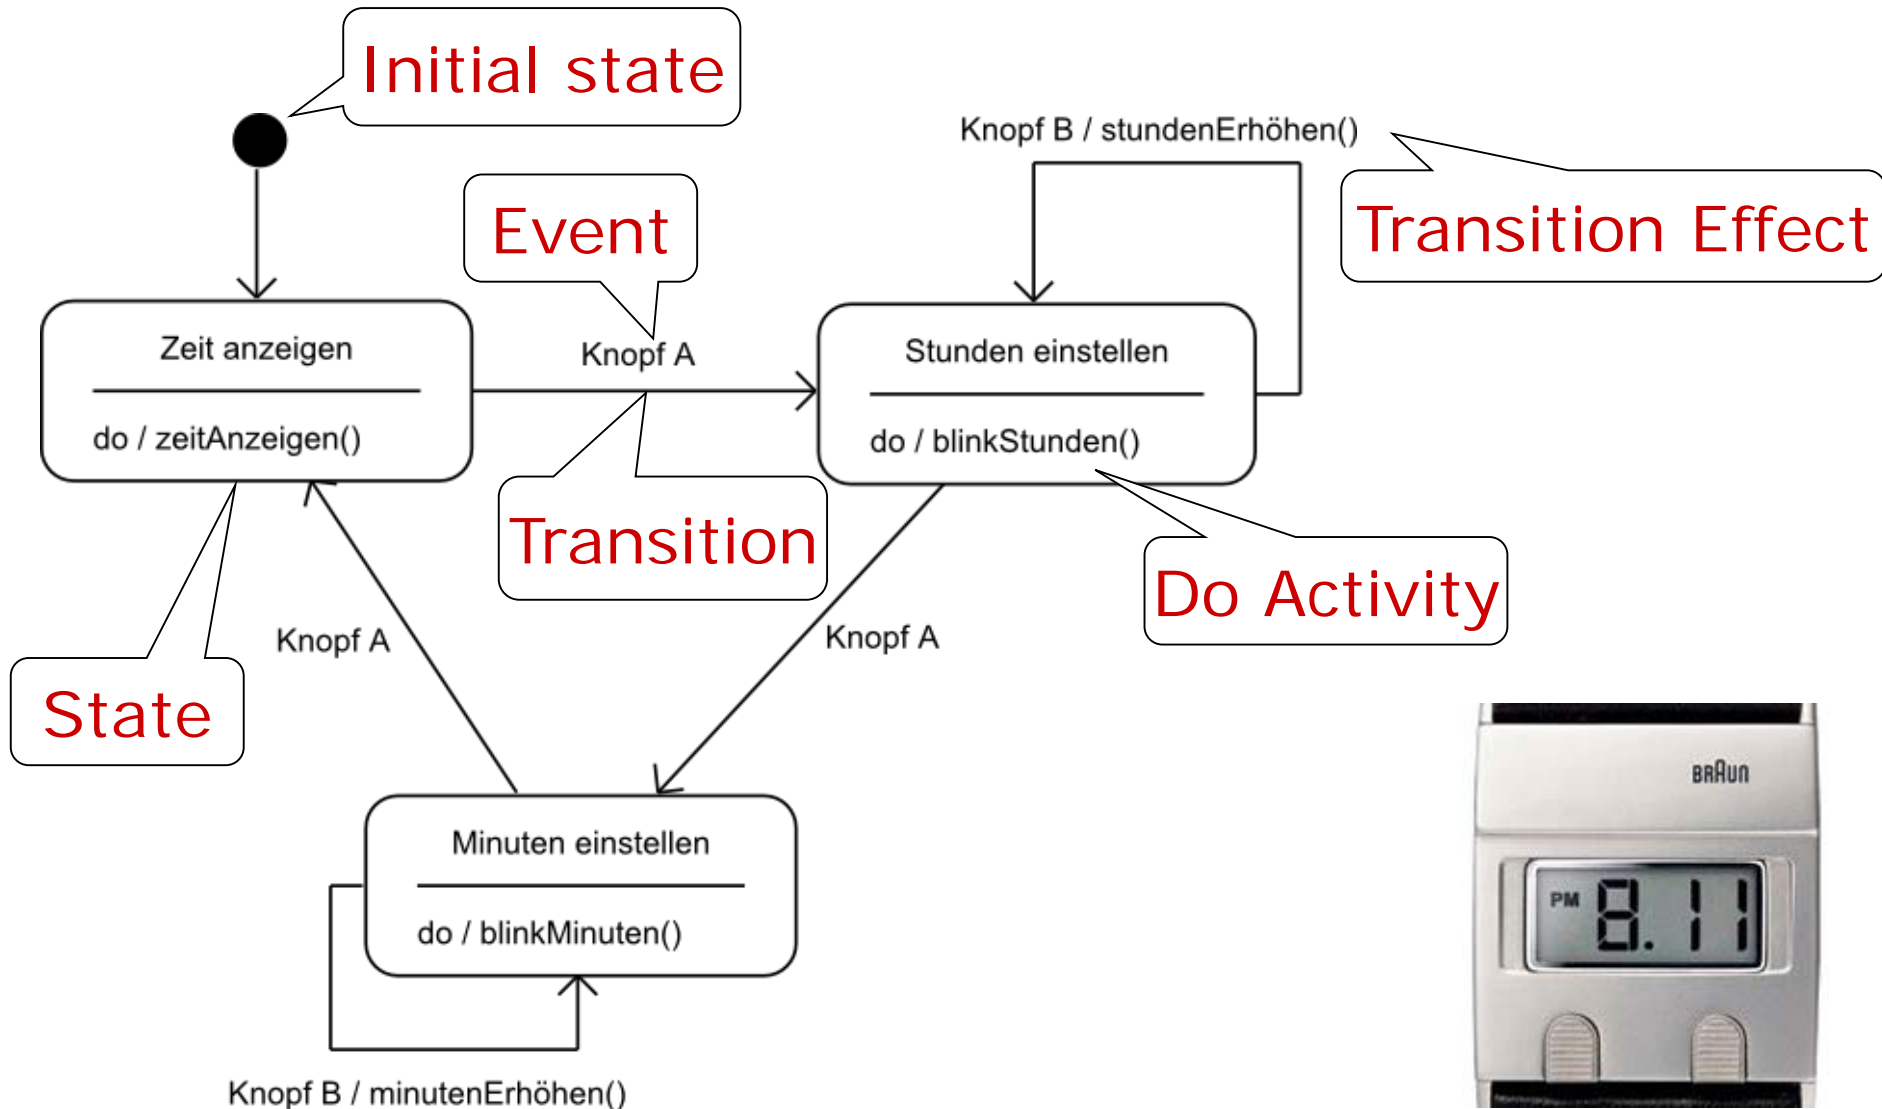 Initial state
Knopf B / stundenErhöhen()
Transition Effect
Event
Zeit anzeigen
do / zeitAnzeigen()
Knopf A
Stunden einstellen
do / blinkStunden()
Transition
Do Activity
Knopf A
Knopf A
State
Minuten einstellen
do / blinkMinuten()
Knopf B / minutenErhöhen()
BRAUN
PM 8.11